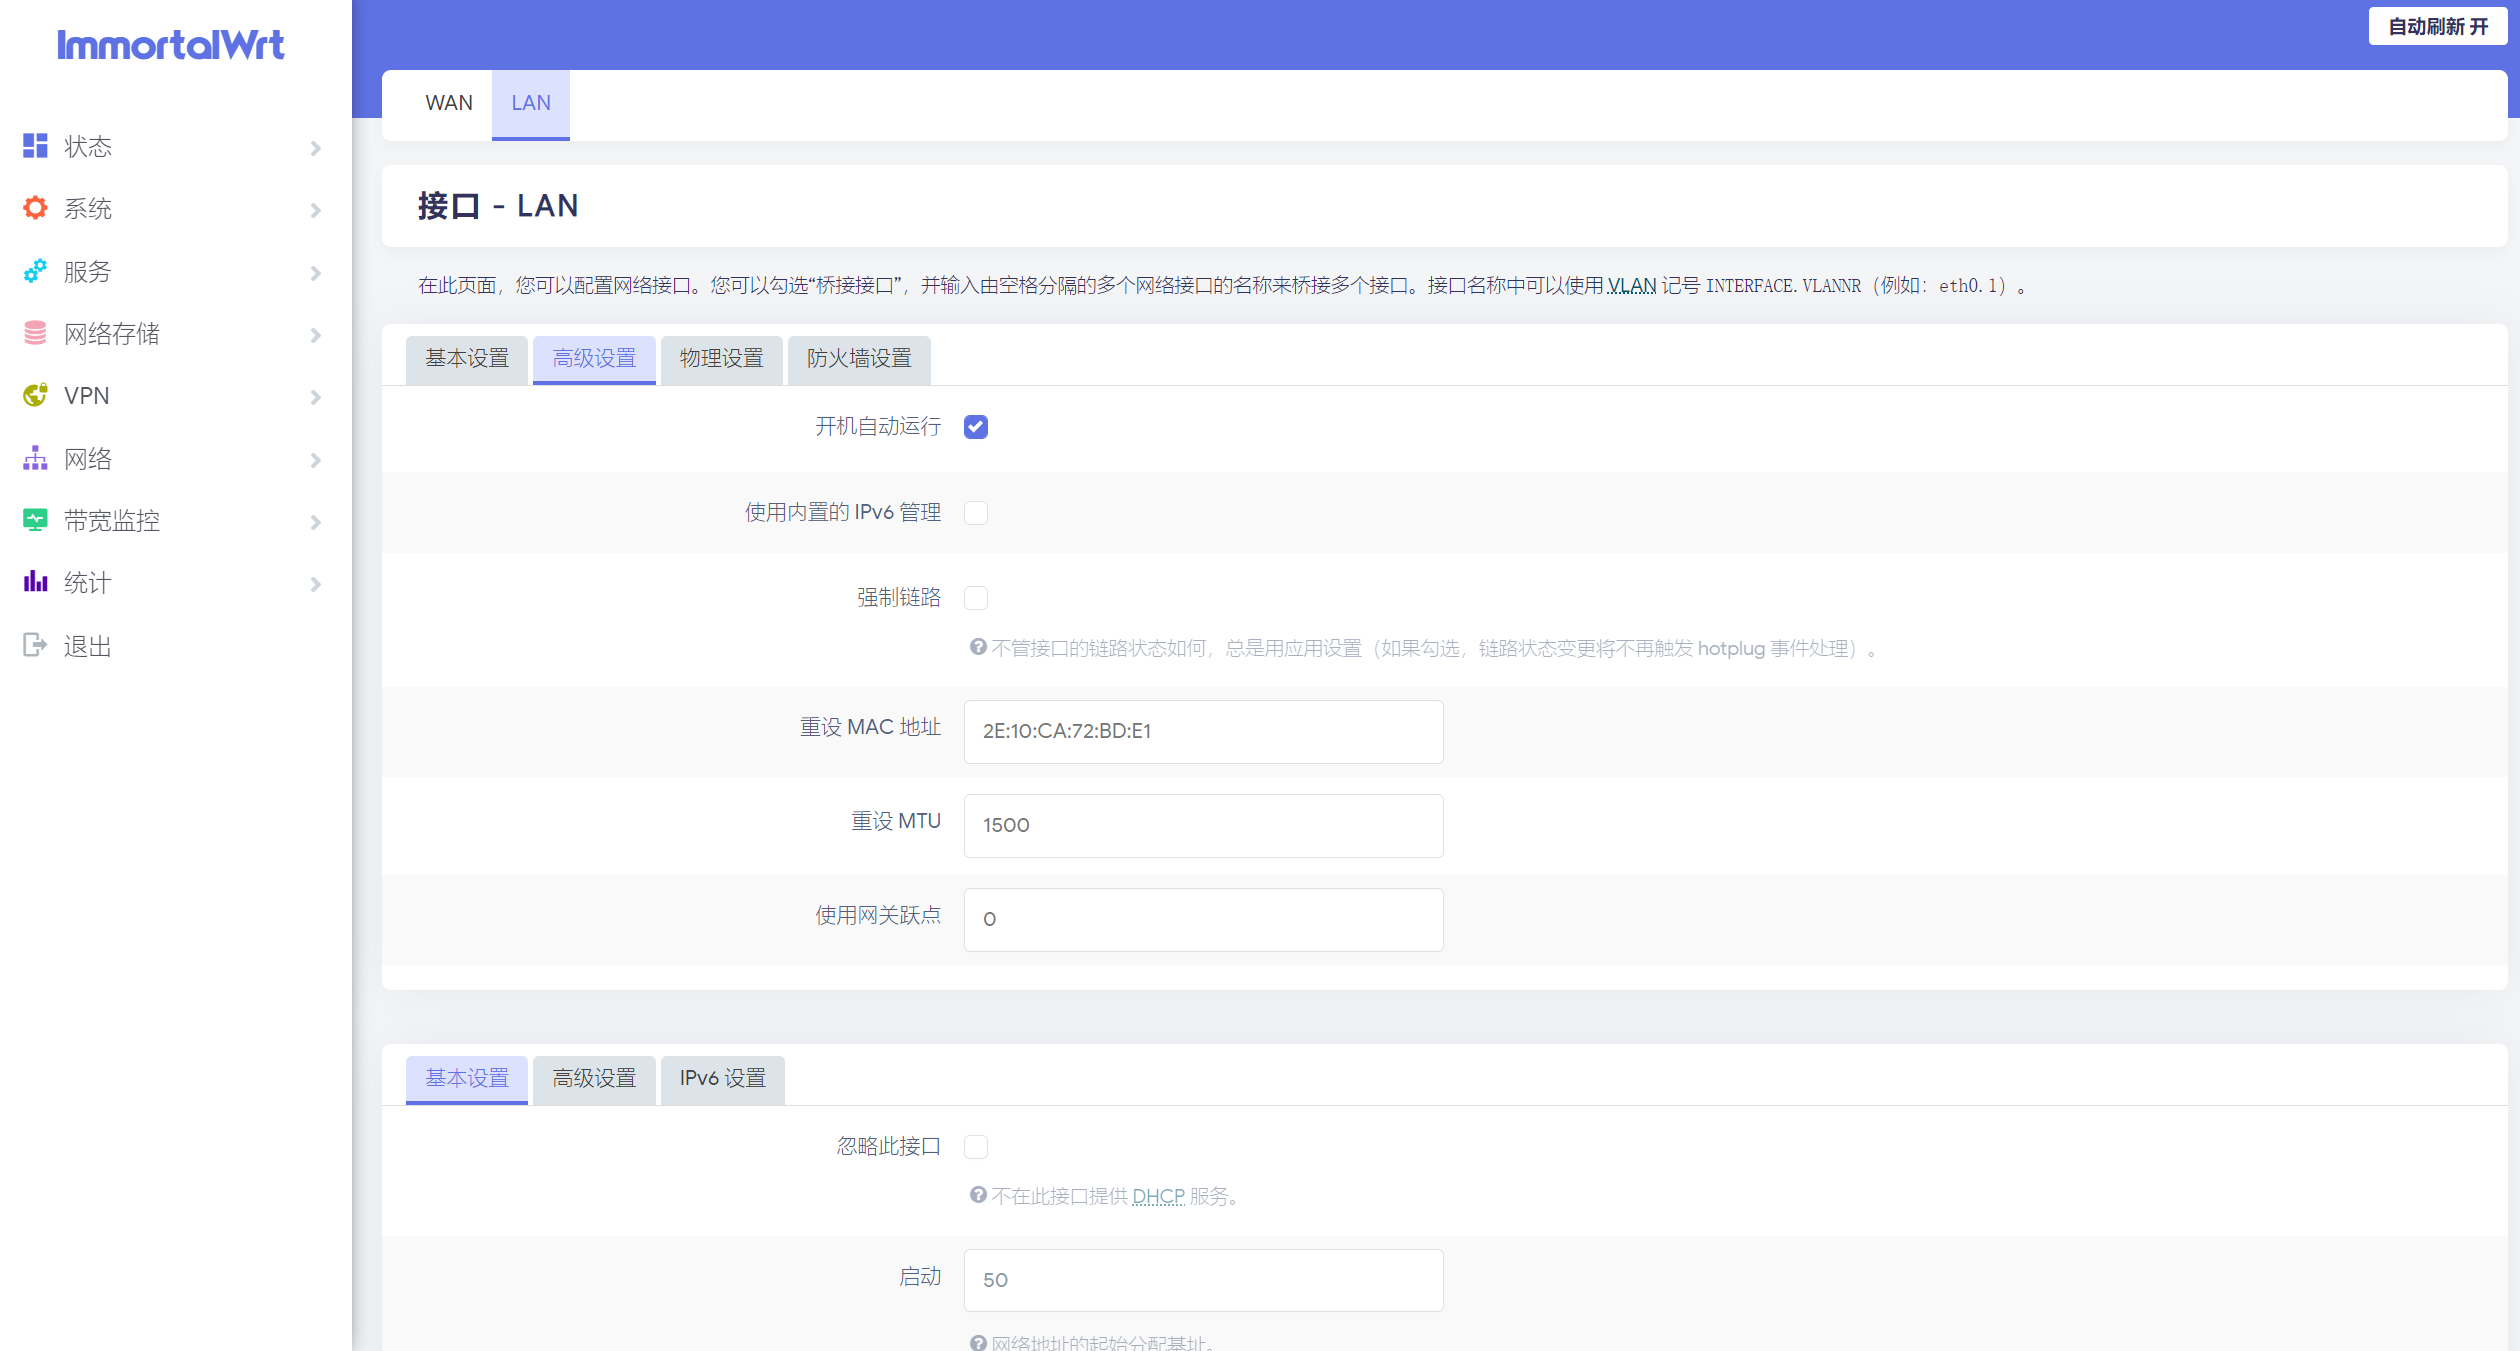 ImmortalWrt
自动刷新 开
状态
系统
服务
网络存储
VPN
网络
带宽监控
统计
退出
WAN LAN
接口 - LAN
在此页面，您可以配置网络接口。您可以勾选“桥接接口”，并输入由空格分隔的多个网络接口的名称来桥接多个接口。接口名称中可以使用 VLAN 记号 INTERFACE.VLANNR（例如：eth0.1）。
基本设置 高级设置 物理设置 防火墙设置
开机自动运行
使用内置的 IPv6 管理
强制链路
不管接口的链路状态如何，总是用应用设置（如果勾选，链路状态变更将不再触发 hotplug 事件处理）。
重设 MAC 地址 2E:10:CA:72:BD:E1
重设 MTU 1500
使用网关跃点 0
基本设置 高级设置 IPv6 设置
忽略此接口
不在此接口提供 DHCP 服务。
启动 50
网络地址的起始分配基址。